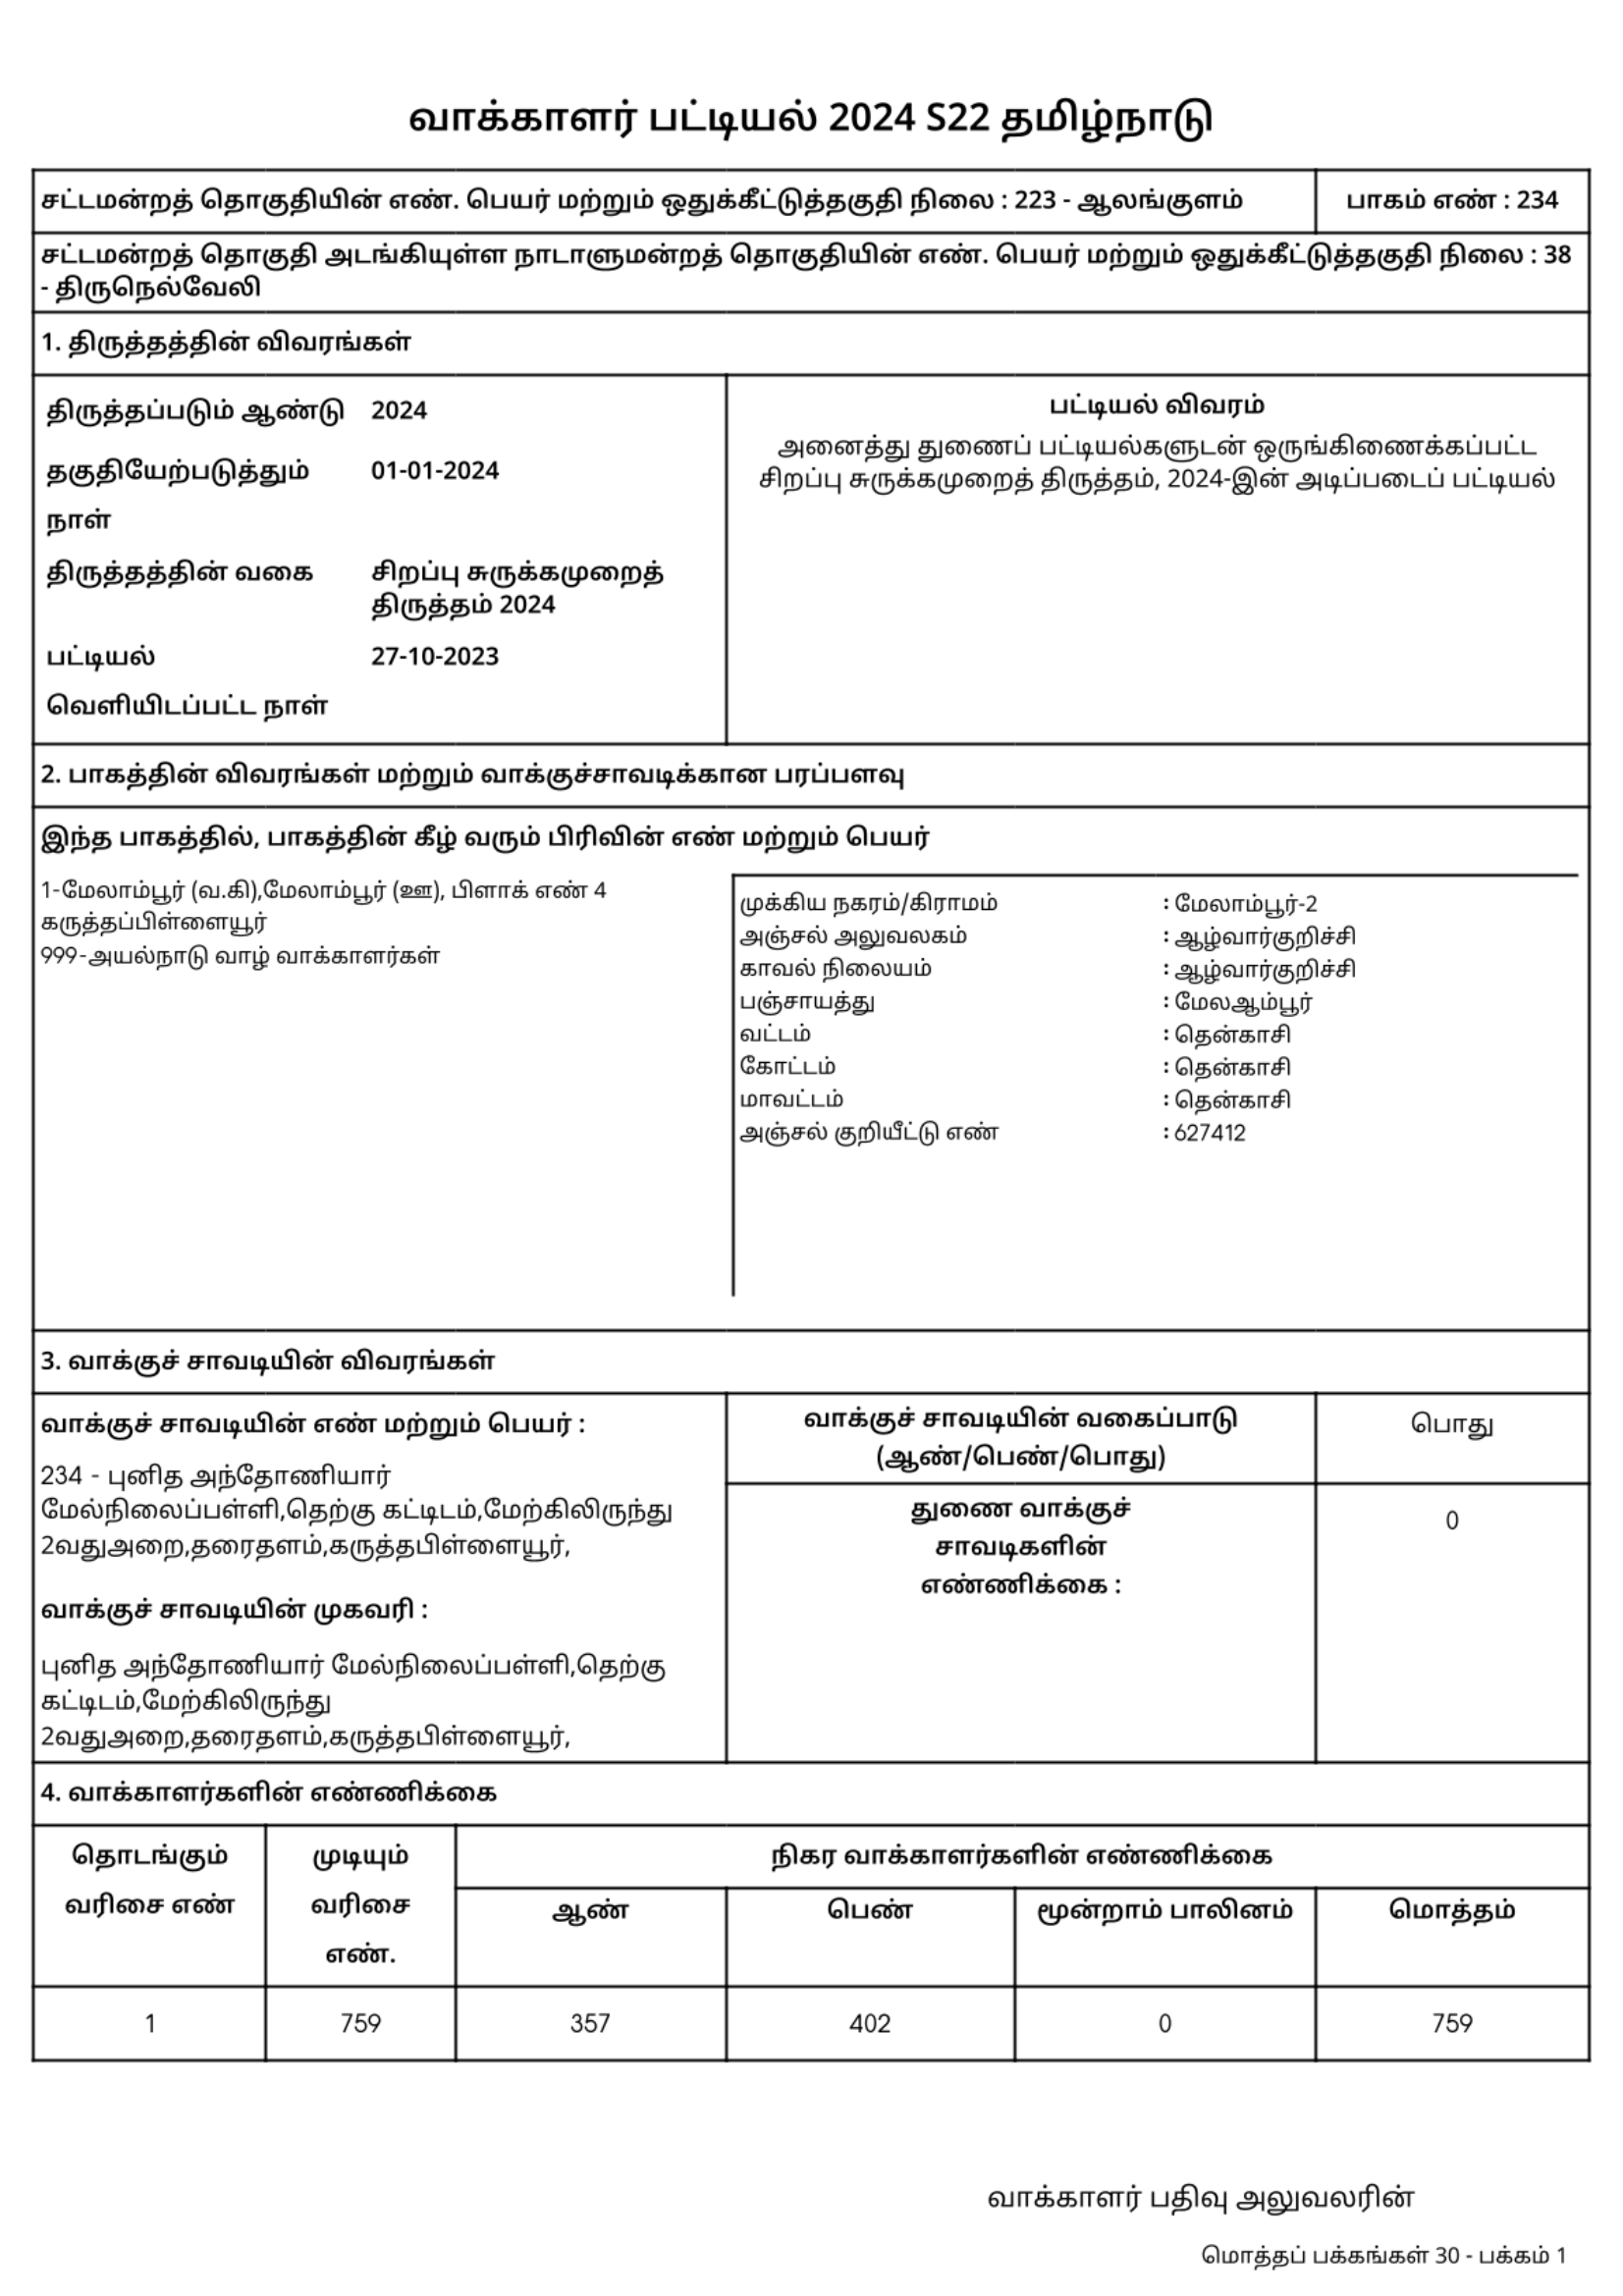 வாக்காளர் பட்டியல் 2024 S22 தமிழ்நாடு
சட்டமன்றத் தொகுதியின் எண். பெயர் மற்றும் ஒதுக்கீட்டுத்தகுதி நிலை : 223 - ஆலங்குளம்
பாகம் எண் : 234
சட்டமன்றத் தொகுதி அடங்கியுள்ள நாடாளுமன்றத் தொகுதியின் எண். பெயர் மற்றும் ஒதுக்கீட்டுத்தகுதி நிலை : 38
- திருநெல்வேலி
1. திருத்தத்தின் விவரங்கள்
திருத்தப்படும் ஆண்டு 2024
தகுதியேற்படுத்தும் 01-01-2024
நாள்
திருத்தத்தின் வகை சிறப்பு சுருக்கமுறைத்
திருத்தம் 2024
பட்டியல் 27-10-2023
வெளியிடப்பட்ட நாள்
பட்டியல் விவரம்
அனைத்து துணைப் பட்டியல்களுடன் ஒருங்கிணைக்கப்பட்ட
சிறப்பு சுருக்கமுறைத் திருத்தம், 2024-இன் அடிப்படைப் பட்டியல்
2. பாகத்தின் விவரங்கள் மற்றும் வாக்குச்சாவடிக்கான பரப்பளவு
இந்த பாகத்தில், பாகத்தின் கீழ் வரும் பிரிவின் எண் மற்றும் பெயர்
1-மேலாம்பூர் (வ.கி),மேலாம்பூர் (ஊ), பிளாக் எண் 4
கருத்தப்பிள்ளையூர்
999-அயல்நாடு வாழ் வாக்காளர்கள்
முக்கிய நகரம்/கிராமம் : மேலாம்பூர்-2
அஞ்சல் அலுவலகம் : ஆழ்வார்குறிச்சி
காவல் நிலையம் : ஆழ்வார்குறிச்சி
பஞ்சாயத்து : மேலஆம்பூர்
வட்டம் : தென்காசி
கோட்டம் : தென்காசி
மாவட்டம் : தென்காசி
அஞ்சல் குறியீட்டு எண் : 627412
3. வாக்குச் சாவடியின் விவரங்கள்
வாக்குச் சாவடியின் எண் மற்றும் பெயர் :
234 - புனித அந்தோணியார்
மேல்நிலைப்பள்ளி,தெற்கு கட்டிடம்,மேற்கிலிருந்து
2வதுஅறை,தரைதளம்,கருத்தபிள்ளையூர்,
வாக்குச் சாவடியின் முகவரி :
புனித அந்தோணியார் மேல்நிலைப்பள்ளி,தெற்கு
கட்டிடம்,மேற்கிலிருந்து
2வதுஅறை,தரைதளம்,கருத்தபிள்ளையூர்,
வாக்குச் சாவடியின் வகைப்பாடு
(ஆண்/பெண்/பொது)
பொது
துணை வாக்குச்
சாவடிகளின்
எண்ணிக்கை :
0
4. வாக்காளர்களின் எண்ணிக்கை
தொடங்கும்
வரிசை எண்
முடியும்
வரிசை
எண்.
நிகர வாக்காளர்களின் எண்ணிக்கை
ஆண் பெண் மூன்றாம் பாலினம் மொத்தம்
1 759 357 402 0 759
வாக்காளர் பதிவு அலுவலரின்
மொத்தப் பக்கங்கள் 30 - பக்கம் 1